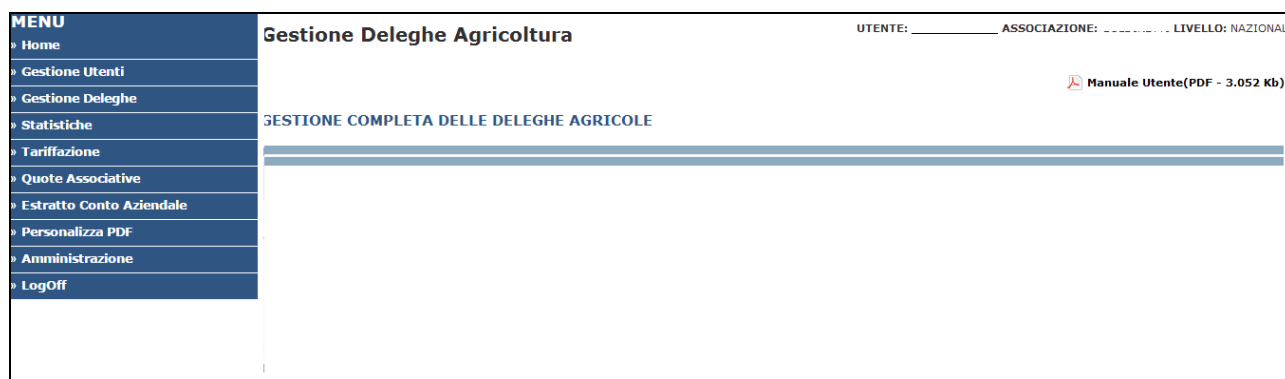 MENU
» Home
» Gestione Utenti
» Gestione Deleghe
» Statistiche
» Tariffazione
» Quote Associative
» Estratto Conto Aziendale
» Personalizza PDF
» Amministrazione
» LogOff
Gestione Deleghe Agricoltura
UTENTE: ASSOCIAZIONE: LIVELLO: NAZIONAL
Manuale Utente(PDF - 3.052 Kb)
GESTIONE COMPLETA DELLE DELEGHE AGRICOLE